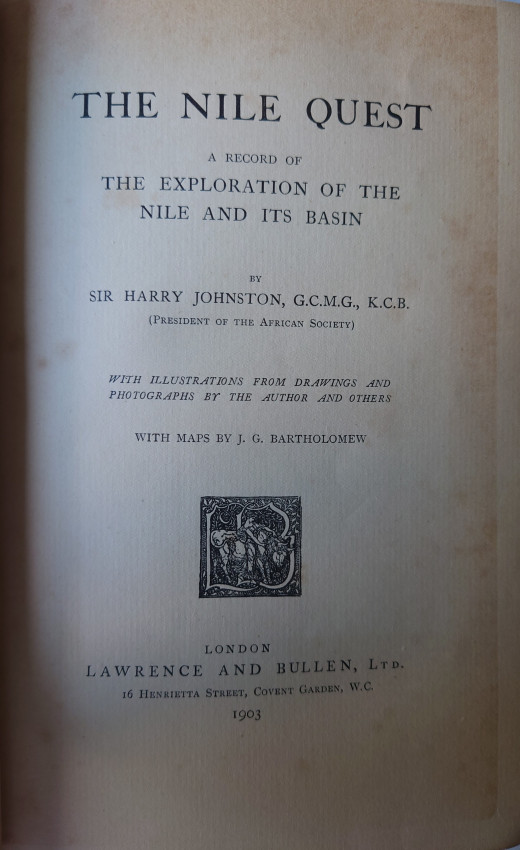 THE NILE QUEST
A RECORD OF
THE EXPLORATION OF THE
NILE AND ITS BASIN
BY
SIR HARRY JOHNSTON, G.C.M.G., K.C.B.
(PRESIDENT OF THE AFRICAN SOCIETY)
WITH ILLUSTRATIONS FROM DRAWINGS AND
PHOTOGRAPHS BY THE AUTHOR AND OTHERS
WITH MAPS BY J. G. BARTHOLOMEW
LB
LONDON
LAWRENCE AND BULLEN, LTD.
16 HENRIETTA STREET, COVENT GARDEN, W.C.
1903